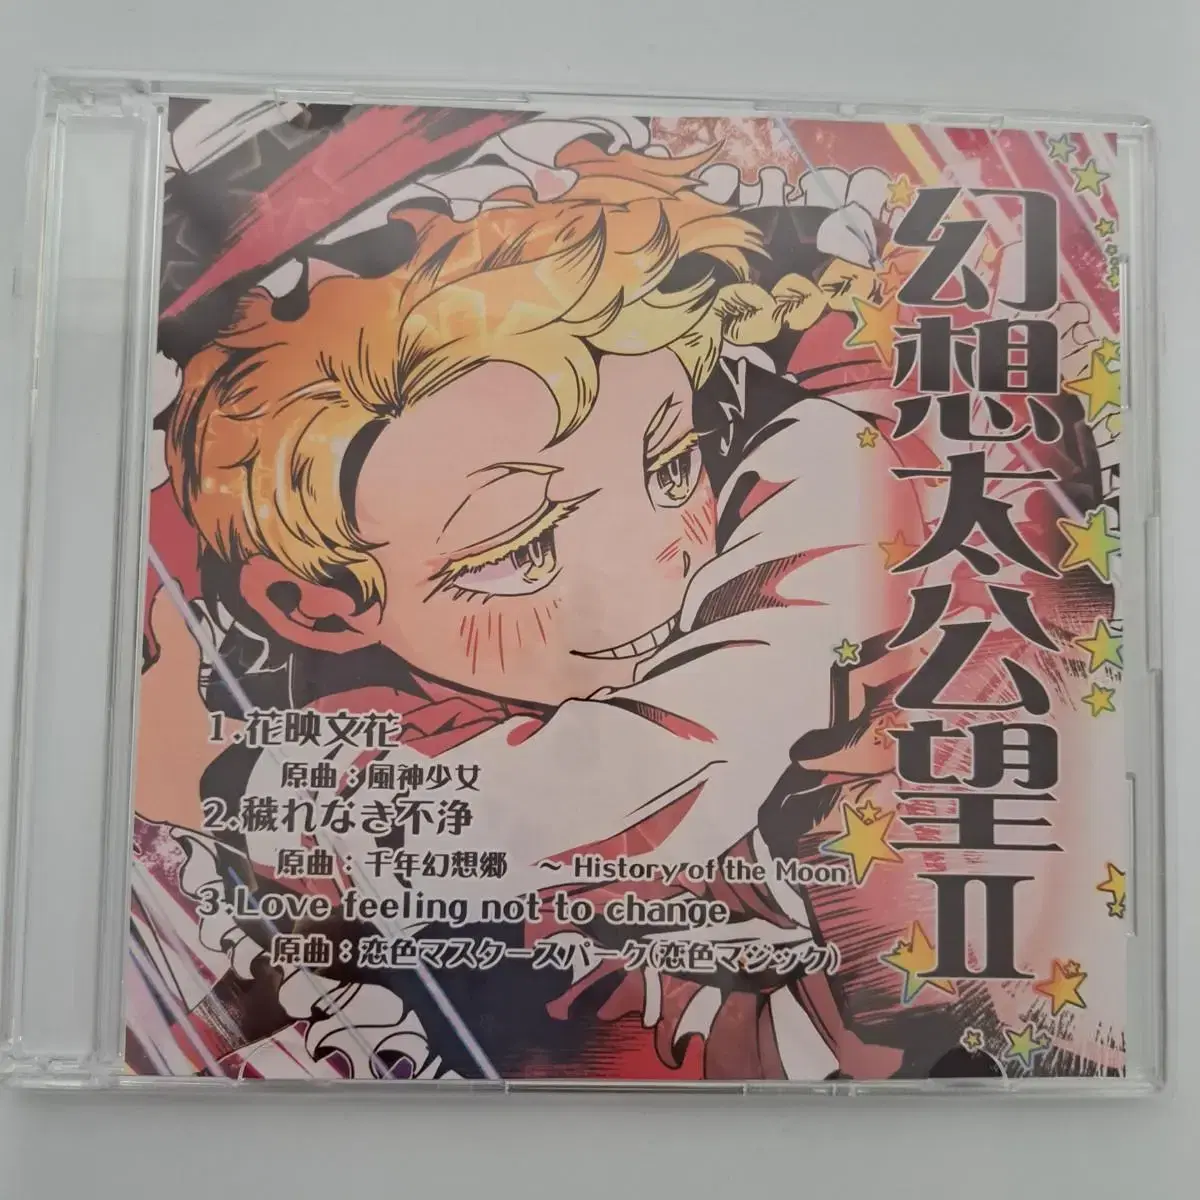 幻想太公望II
1.花映文花
原曲：風神少女
2.穢れなき不浄
原曲：千年幻想郷　～ History of the Moon
3.Love feeling not to change
原曲：恋色マスタースパーク(恋色マジック)